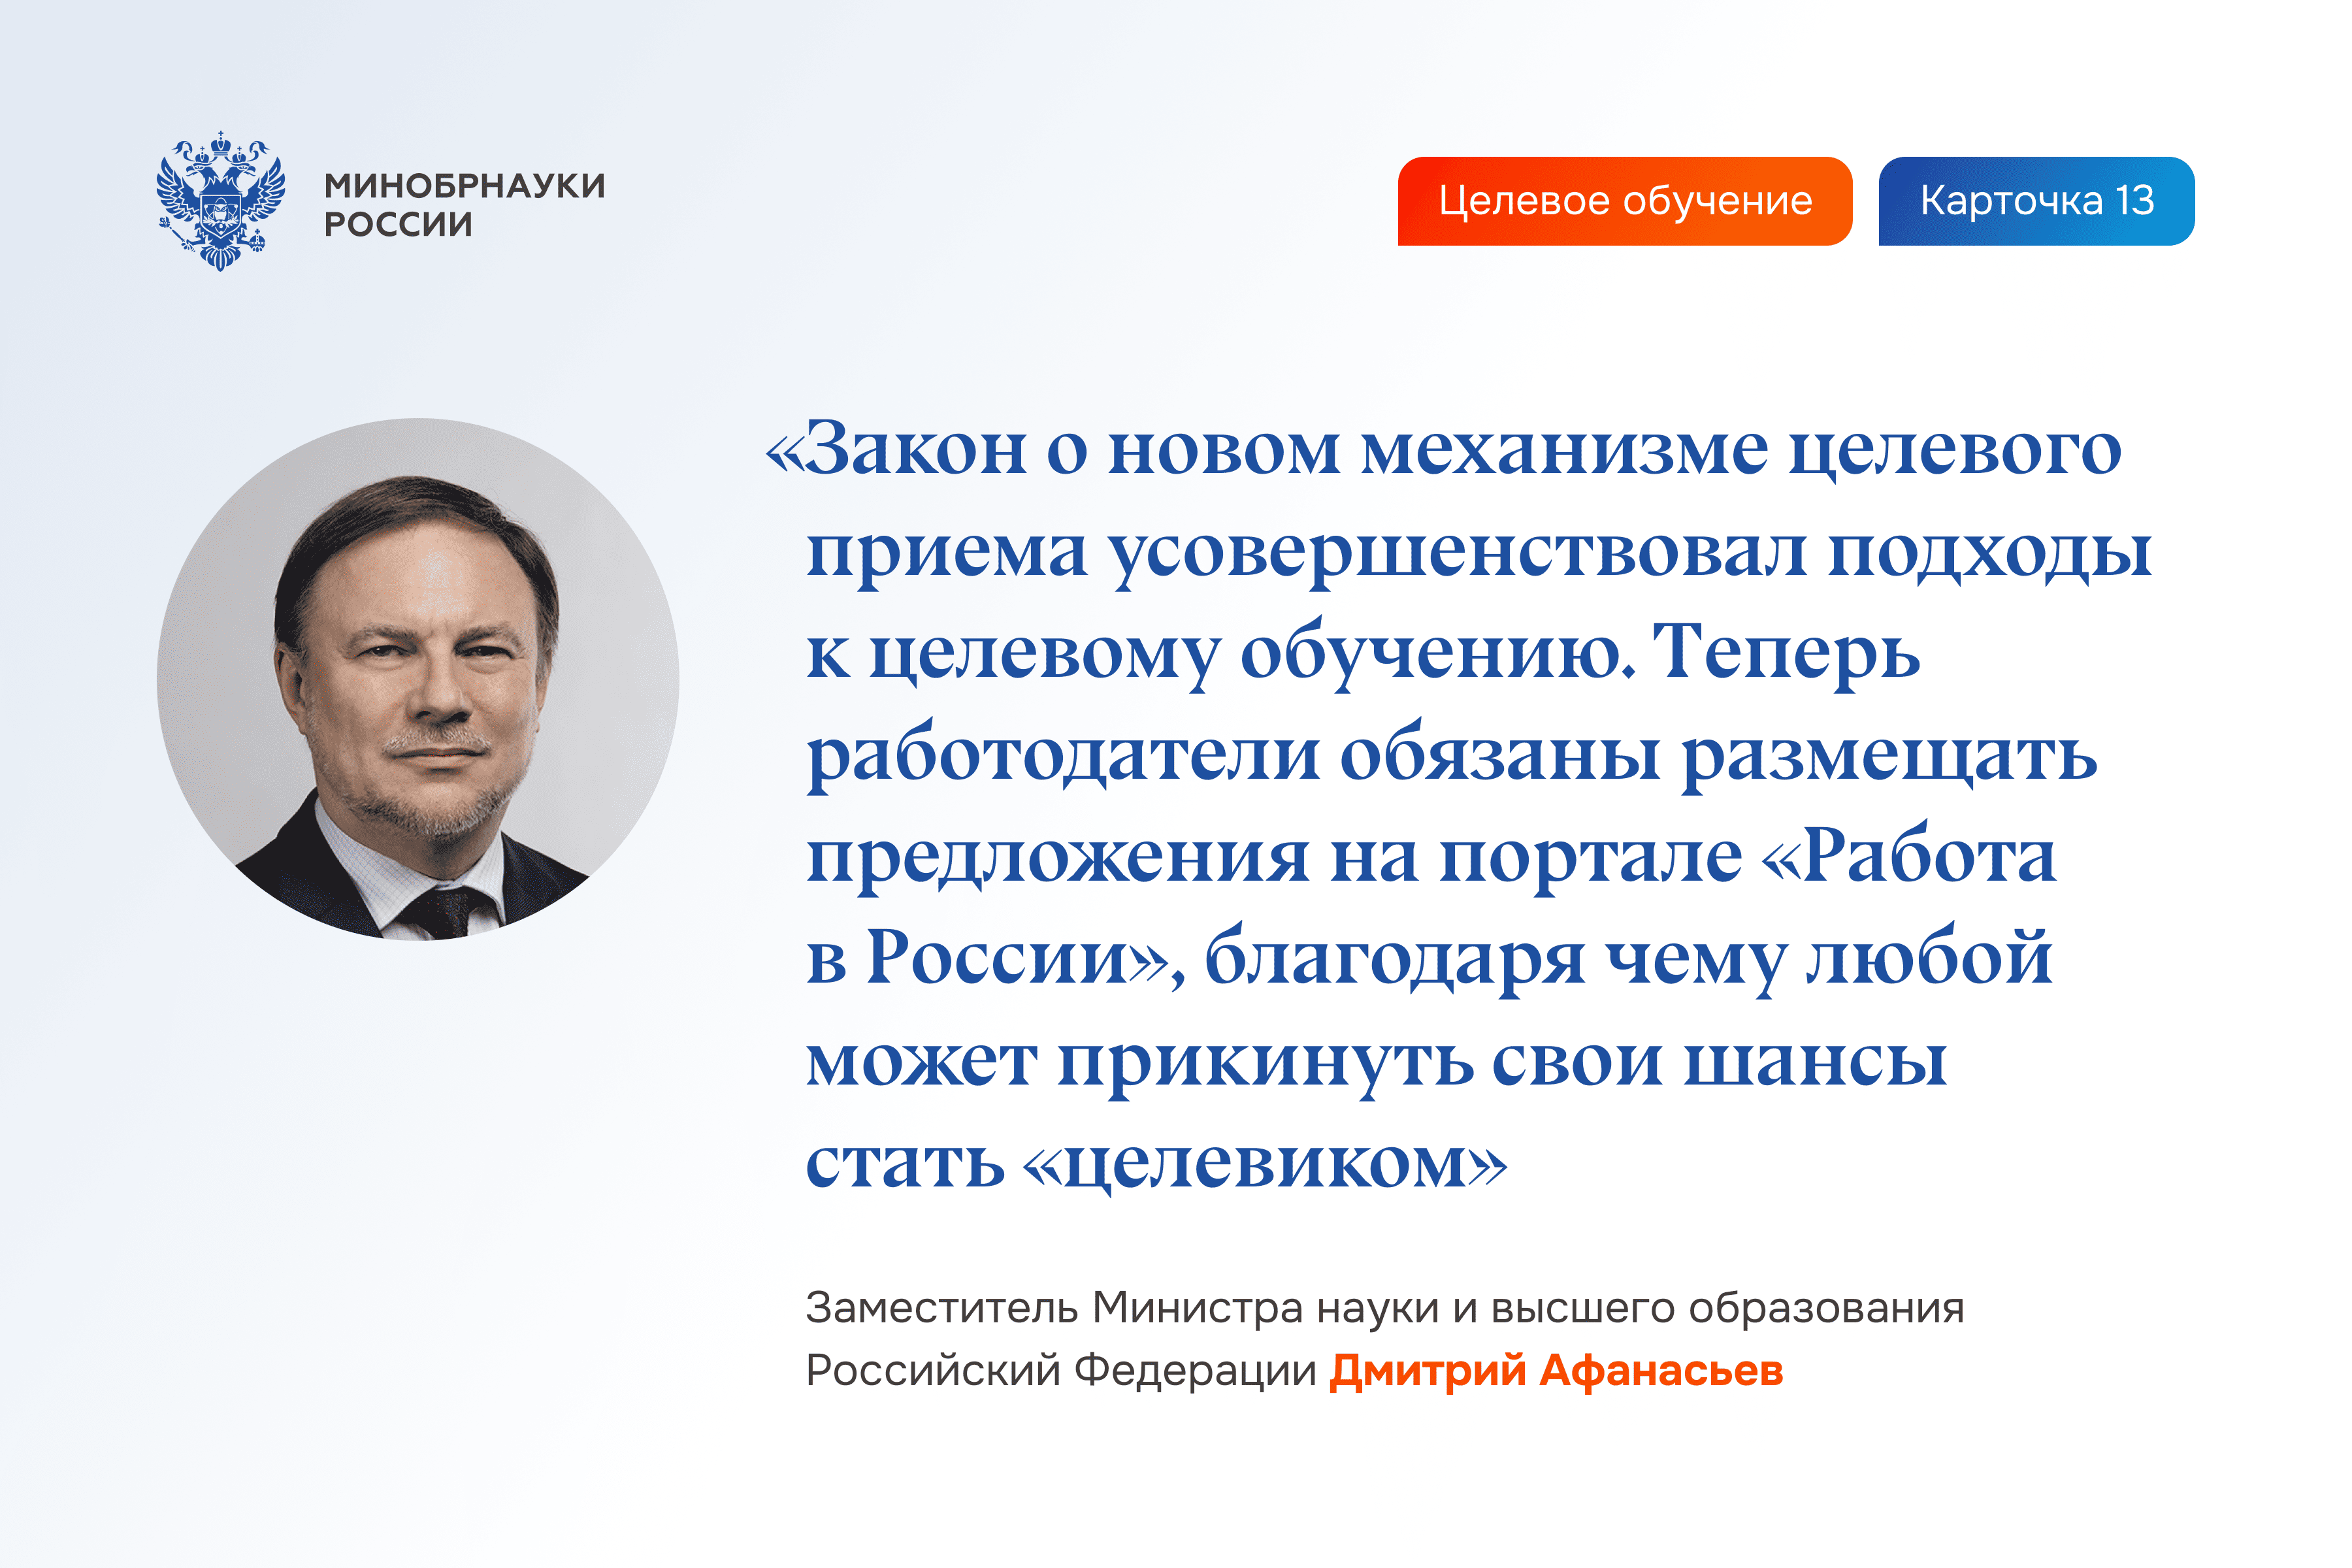 МИНОБРНАУКИ
РОССИИ
Целевое обучение
Карточка 13
«Закон о новом механизме целевого
приема усовершенствовал подходы
к целевому обучению. Теперь
работодатели обязаны размещать
предложения на портале «Работа
в России», благодаря чему любой
может прикинуть свои шансы
стать «целевиком»
Заместитель Министра науки и высшего образования
Российский Федерации Дмитрий Афанасьев